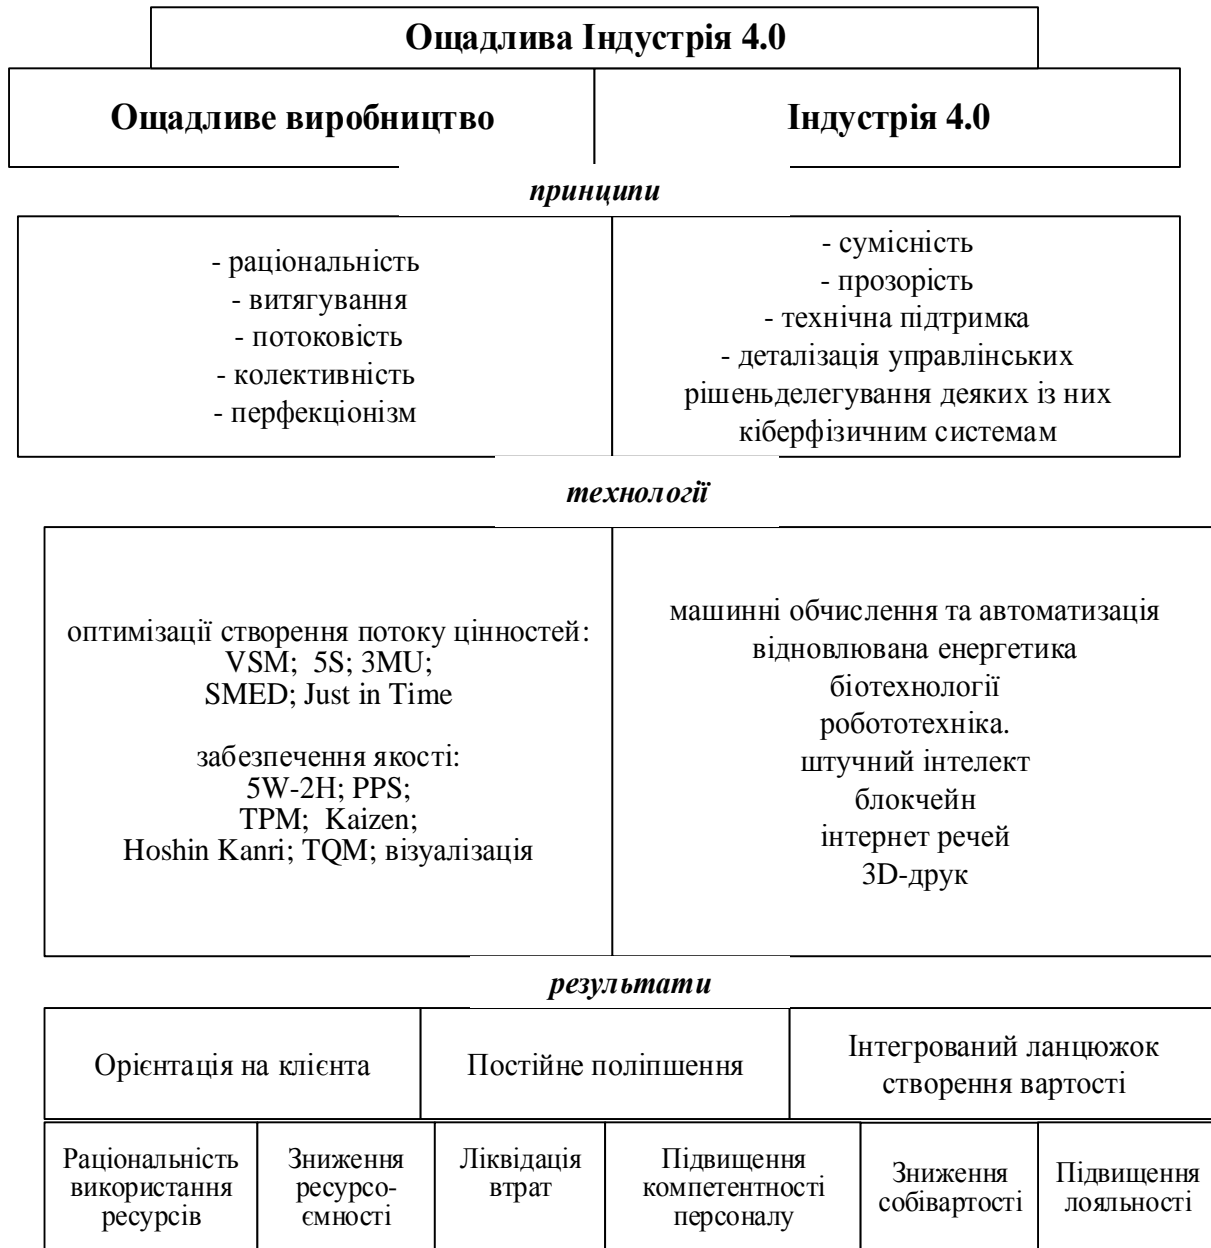 Ощадлива Індустрія 4.0
Ощадливе виробництво
Індустрія 4.0
принципи
- раціональність
- витягування
- потоковість
- колективність
- перфекціонізм
- сумісність
- прозорість
- технічна підтримка
- деталізація управлінських
рішеньделегування деяких із них
кіберфізичним системам
технології
оптимізації створення потоку цінностей:
VSM; 5S; 3MU;
SMED; Just in Time
забезпечення якості:
5W-2H; PPS;
TPM; Kaizen;
Hoshin Kanri; TQM; візуалізація
машинні обчислення та автоматизація
відновлювана енергетика
біотехнології
робототехніка.
штучний інтелект
блокчейн
інтернет речей
3D-друк
результати
Орієнтація на клієнта
Постійне поліпшення
Інтегрований ланцюжок
створення вартості
Раціональність
використання
ресурсів
Зниження
ресурсо-
ємності
Ліквідація
втрат
Підвищення
компетентності
персоналу
Зниження
собівартості
Підвищення
лояльності